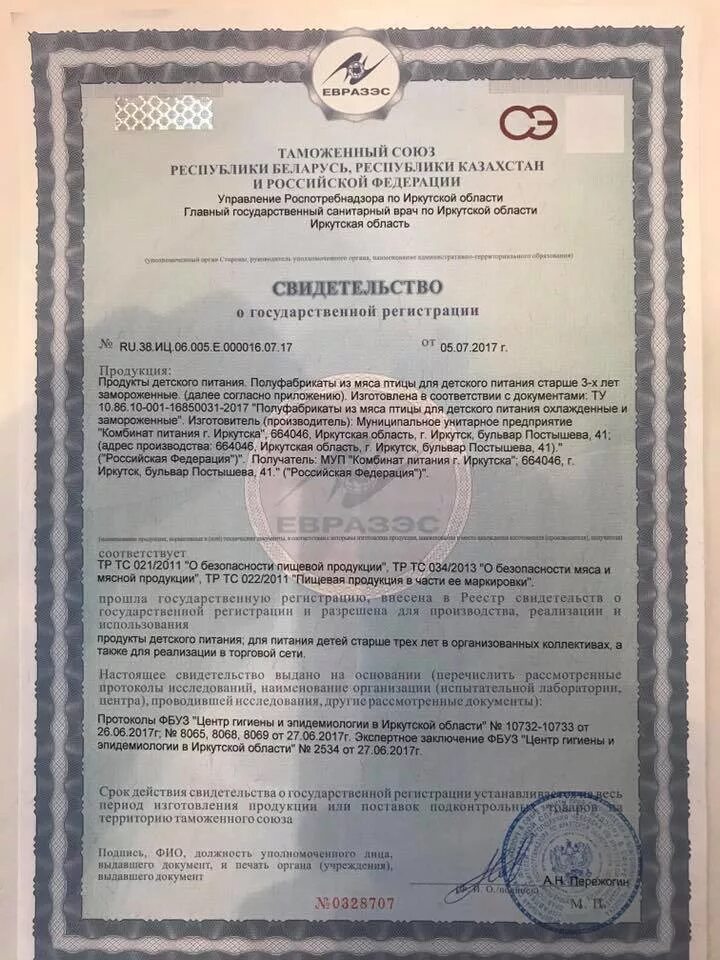 ЕВРАЗЭС
СЭ
ТАМОЖЕННЫЙ СОЮЗ
РЕСПУБЛИКИ БЕЛАРУСЬ, РЕСПУБЛИКИ КАЗАХСТАН
И РОССИЙСКОЙ ФЕДЕРАЦИИ
Управление Роспотребнадзора по Иркутской области
Главный государственный санитарный врач по Иркутской области
Иркутская область
(уполномоченный орган Стороны, руководитель уполномоченного органа, наименование административно-территориального образования)
СВИДЕТЕЛЬСТВО
о государственной регистрации
№ RU.38.ИЦ.06.005.Е.000016.07.17 от 05.07.2017 г.
Продукция:
Продукты детского питания. Полуфабрикаты из мяса птицы для детского питания старше 3-х лет
замороженные. (далее согласно приложению). Изготовлена в соответствии с документами: ТУ
10.86.10-001-16850031-2017 "Полуфабрикаты из мяса птицы для детского питания охлажденные и
замороженные". Изготовитель (производитель): Муниципальное унитарное предприятие
"Комбинат питания г. Иркутска", 664046, Иркутская область, г. Иркутск, бульвар Постышева, 41;
(адрес производства: 664046, Иркутская область, г. Иркутск, бульвар Постышева, 41)."
("Российская Федерация")". Получатель: МУП "Комбинат питания г. Иркутска"; 664046, г.
Иркутск, бульвар Постышева, 41." ("Российская Федерация")".
ЕВРАЗЭС
соответствует
ТР ТС 021/2011 "О безопасности пищевой продукции", ТР ТС 034/2013 "О безопасности мяса и
мясной продукции", ТР ТС 022/2011 "Пищевая продукция в части ее маркировки".
прошла государственную регистрацию, внесена в Реестр свидетельств о
государственной регистрации и разрешена для производства, реализации и
использования
продукты детского питания; для питания детей старше трех лет в организованных коллективах, а
также для реализации в торговой сети.
Настоящее свидетельство выдано на основании (перечислить рассмотренные
протоколы исследований, наименование организации (испытательной лаборатории,
центра), проводившей исследования, другие рассмотренные документы):
Протоколы ФБУЗ "Центр гигиены и эпидемиологии в Иркутской области" № 10732-10733 от
26.06.2017г; № 8065, 8068, 8069 от 27.06.2017г. Экспертное заключение ФБУЗ "Центр гигиены и
эпидемиологии в Иркутской области" № 2534 от 27.06.2017г.
Срок действия свидетельства о государственной регистрации устанавливается на весь
период изготовления продукции или поставок подконтрольных товаров на
территорию таможенного союза
Подпись, ФИО, должность уполномоченного лица,
выдавшего документ, и печать органа (учреждения),
выдавшего документ
А.Н. Пережогин
(Ф. И. О./подпись)
М. П.
№0328707